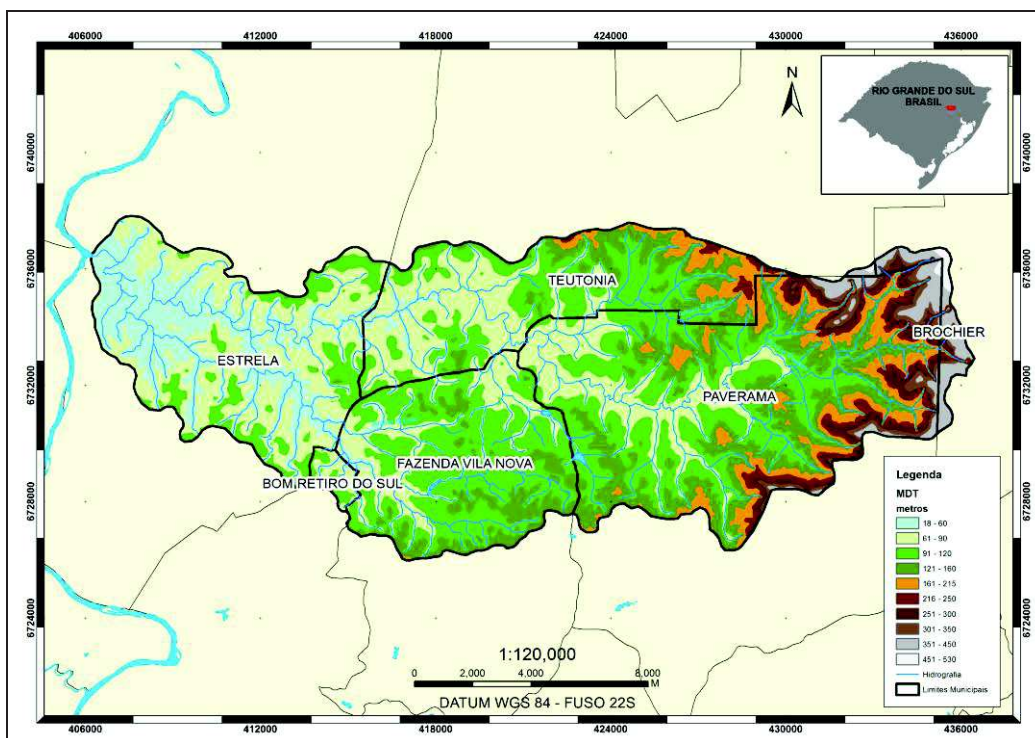 406000 412000 418000 424000 430000 436000
6740000
6736000
6732000
6728000
6724000
N
RIO GRANDE DO SUL
BRASIL
TEUTONIA
BROCHIER
ESTRELA
PAVERAMA
FAZENDA VILA NOVA
BOM RETIRO DO SUL
Legenda
MDT
metros
18 - 60
61 - 90
91 - 120
121 - 160
161 - 215
216 - 250
251 - 300
301 - 350
351 - 450
451 - 530
Hidrografia
Limites Municipais
1:120,000
0 2,000 4,000 8,000
M
DATUM WGS 84 - FUSO 22S
6740000
6736000
6732000
6728000
6724000
406000 412000 418000 424000 430000 436000